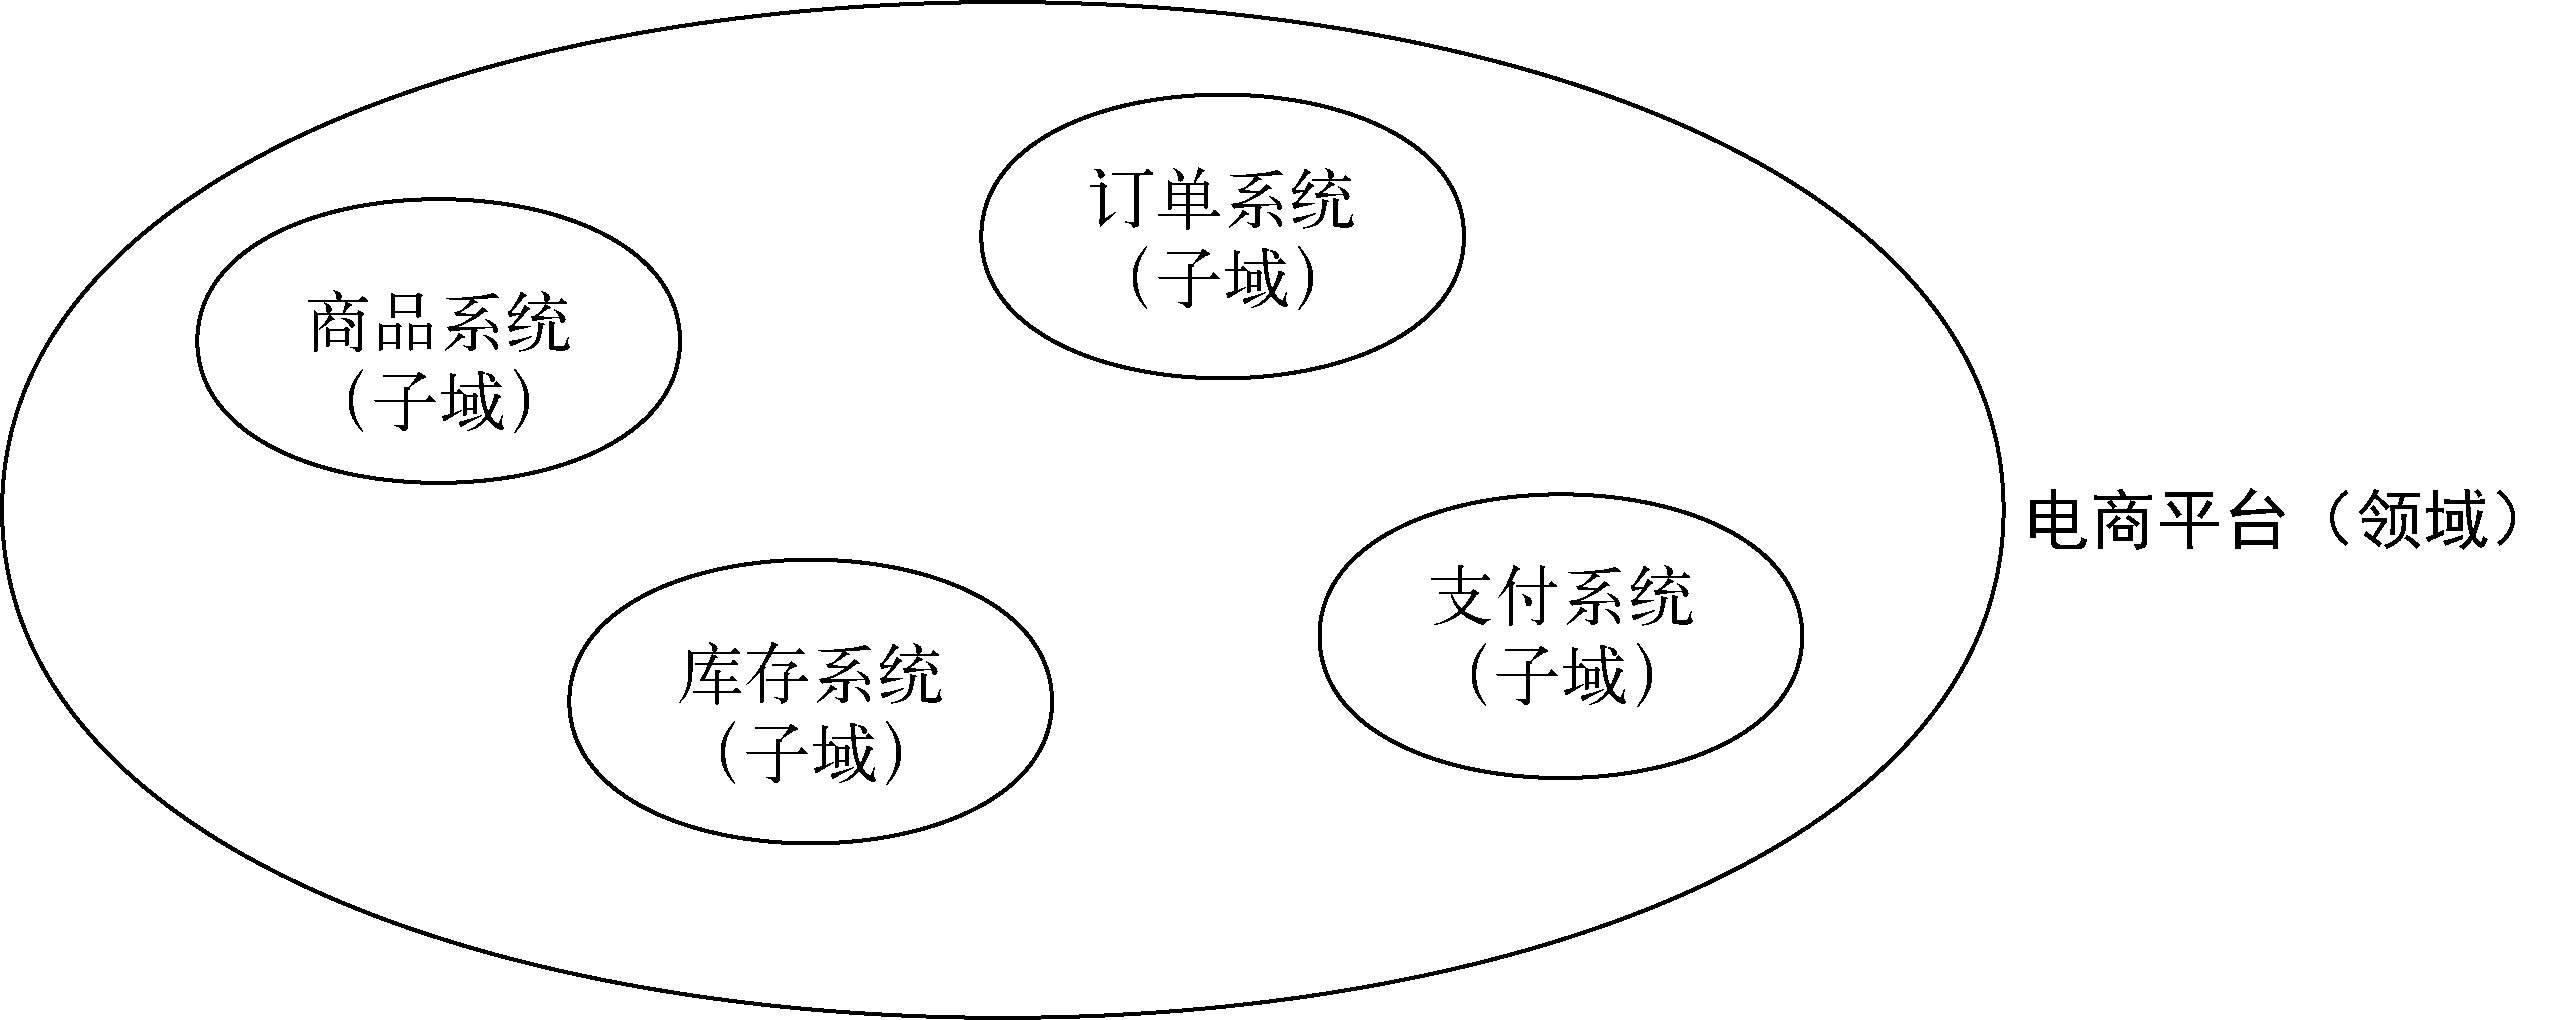 订单系统
（子域）
商品系统
（子域）
电商平台（领域）
支付系统
（子域）
库存系统
（子域）